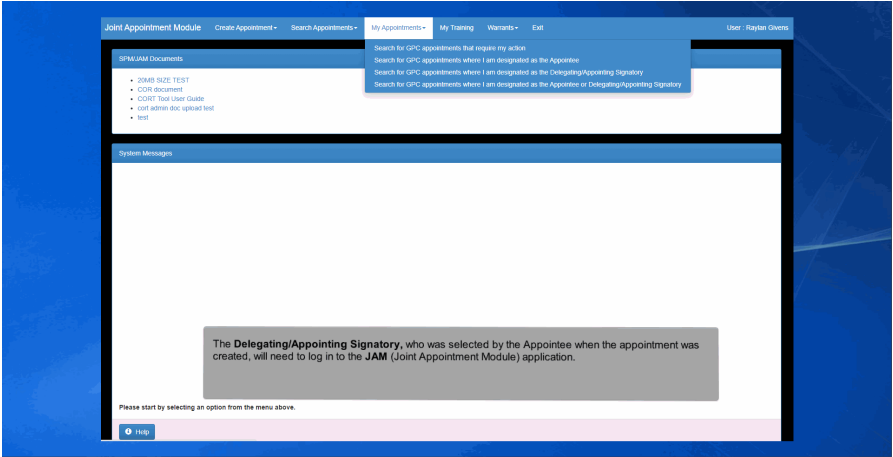 Joint Appointment Module Create Appointment Search Appointments My Appointments My Training Warrants Exit User : Raylan Givens
Search for GPC appointments that require my action
Search for GPC appointments where I am designated as the Appointee
Search for GPC appointments where I am designated as the Delegating/Appointing Signatory
Search for GPC appointments where I am designated as the Appointee or Delegating/Appointing Signatory
SPM/JAM Documents
20MB SIZE TEST
COR document
CORT Tool User Guide
cort admin doc upload test
test
System Messages
The Delegating/Appointing Signatory, who was selected by the Appointee when the appointment was
created, will need to log in to the JAM (Joint Appointment Module) application.
Please start by selecting an option from the menu above.
Help